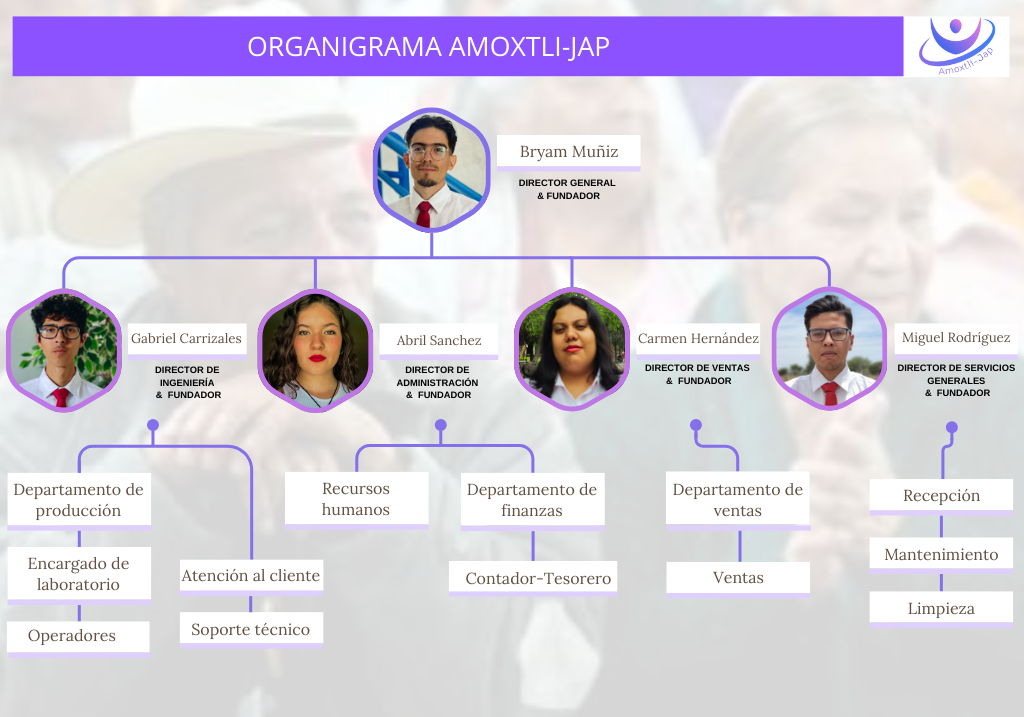 ORGANIGRAMA AMOXTLI-JAP
Amoxtli-Jap
Bryam Muñiz
DIRECTOR GENERAL
& FUNDADOR
Gabriel Carrizales
DIRECTOR DE
INGENIERÍA
& FUNDADOR
Abril Sanchez
DIRECTOR DE
ADMINISTRACIÓN
& FUNDADOR
Carmen Hernández
DIRECTOR DE VENTAS
& FUNDADOR
Miguel Rodríguez
DIRECTOR DE SERVICIOS
GENERALES
& FUNDADOR
Departamento de
producción
Encargado de
laboratorio
Operadores
Atención al cliente
Soporte técnico
Recursos
humanos
Departamento de
finanzas
Contador-Tesorero
Departamento de
ventas
Ventas
Recepción
Mantenimiento
Limpieza